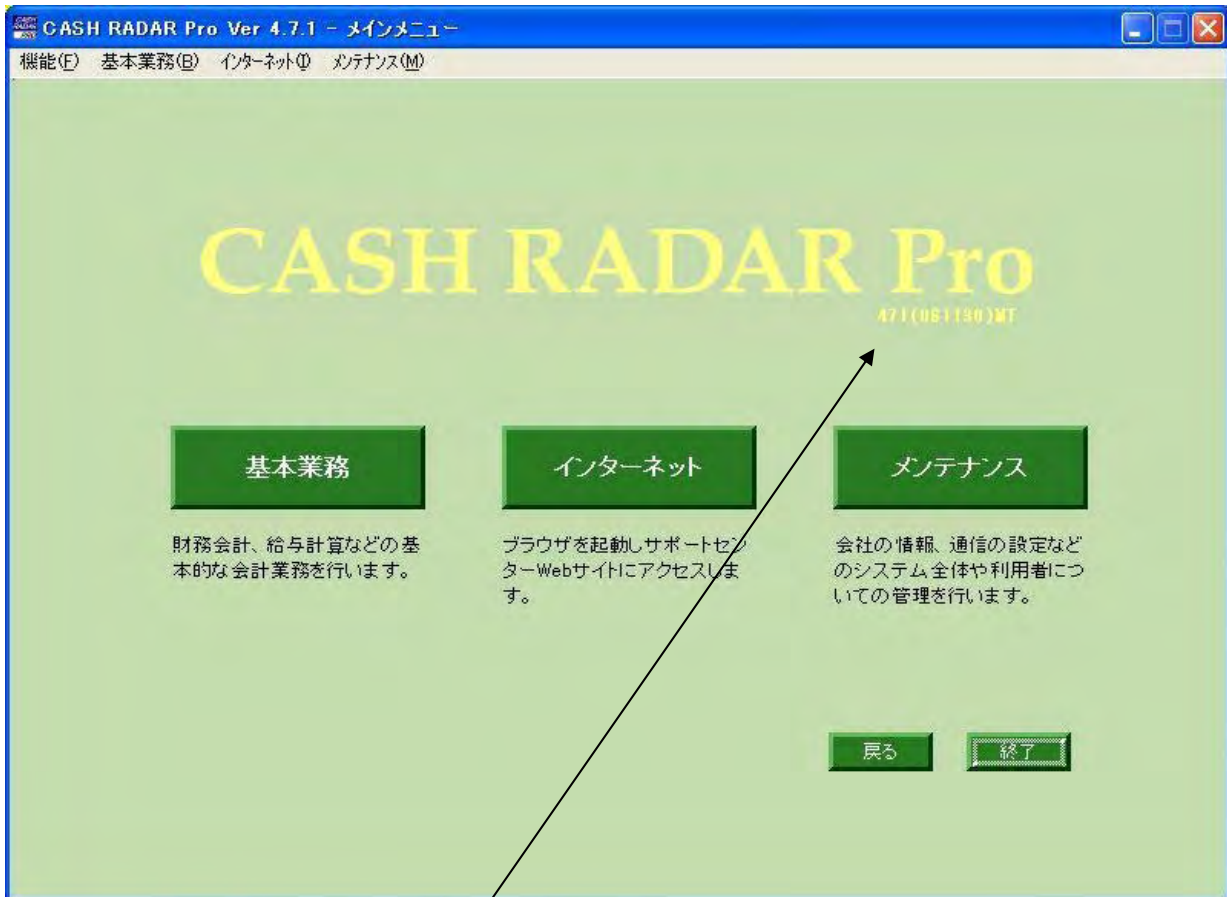 CASH RADAR Pro Ver 4.7.1 - メインメニュー
機能(F) 基本業務(B) インターネット(I) メンテナンス(M)
CASH RADAR Pro
471(061130)MT
基本業務
インターネット
メンテナンス
財務会計、給与計算などの基
本的な会計業務を行います。
ブラウザを起動しサポートセン
ターWebサイトにアクセスしま
す。
会社の情報、通信の設定など
のシステム全体や利用者につ
いての管理を行います。
戻る
終了